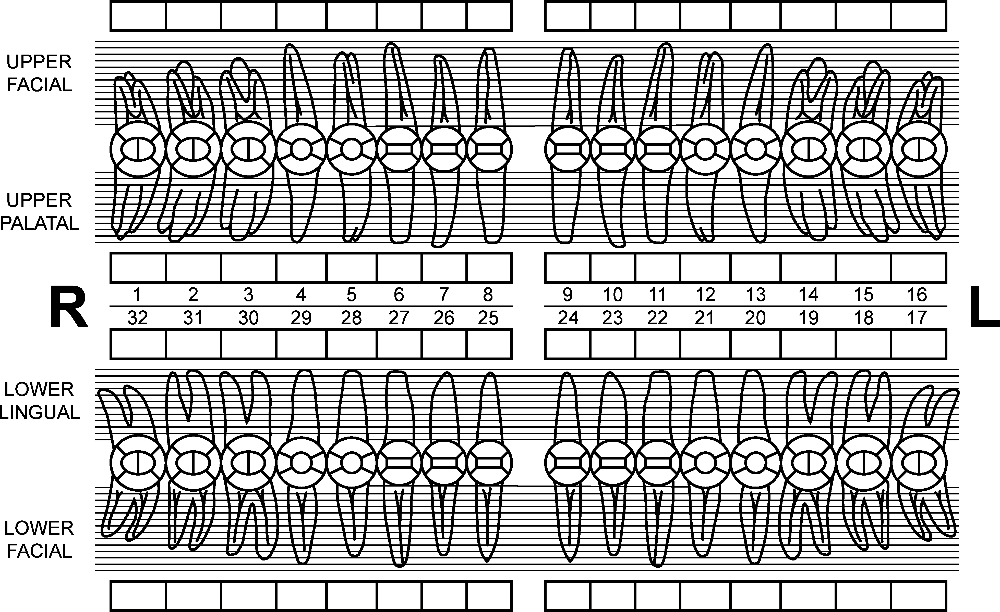 UPPER
FACIAL
UPPER
PALATAL
R
1 2 3 4 5 6 7 8 9 10 11 12 13 14 15 16
32 31 30 29 28 27 26 25 24 23 22 21 20 19 18 17
L
LOWER
LINGUAL
LOWER
FACIAL